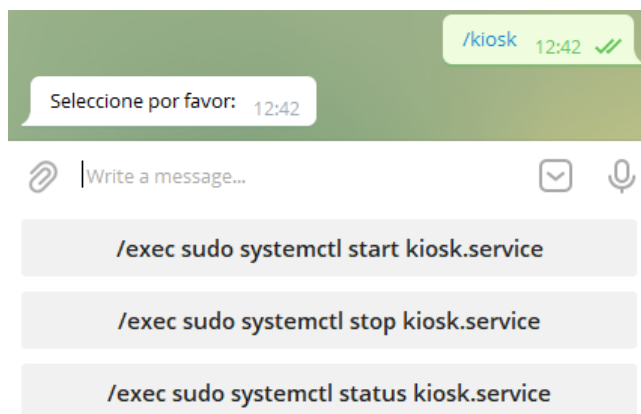 /kiosk 12:42
Seleccione por favor: 12:42
Write a message...
/exec sudo systemctl start kiosk.service
/exec sudo systemctl stop kiosk.service
/exec sudo systemctl status kiosk.service